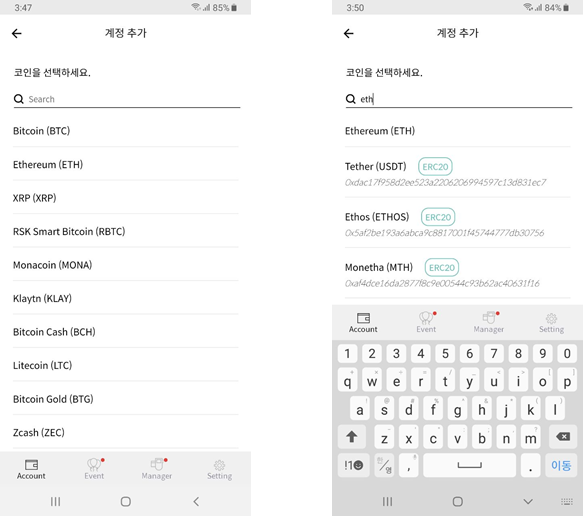 3:47
85%
계정 추가
코인을 선택하세요.
Search
Bitcoin (BTC)
Ethereum (ETH)
XRP (XRP)
RSK Smart Bitcoin (RBTC)
Monacoin (MONA)
Klaytn (KLAY)
Bitcoin Cash (BCH)
Litecoin (LTC)
Bitcoin Gold (BTG)
Zcash (ZEC)
Account Event Manager Setting
3:50
84%
계정 추가
코인을 선택하세요.
eth
Ethereum (ETH)
Tether (USDT) ERC20
0xdac17f958d2ee523a2206206994597c13d831ec7
Ethos (ETHOS) ERC20
0x5af2be193a6abca9c8817001f45744777db30756
Monetha (MTH) ERC20
0xaf4dce16da2877f8c9e00544c93b62ac40631f16
Account Event Manager Setting
1 2 3 4 5 6 7 8 9 0
q w e r t y u i o p
a s d f g h j k l
z x c v b n m
!1 한/영 , . 이동